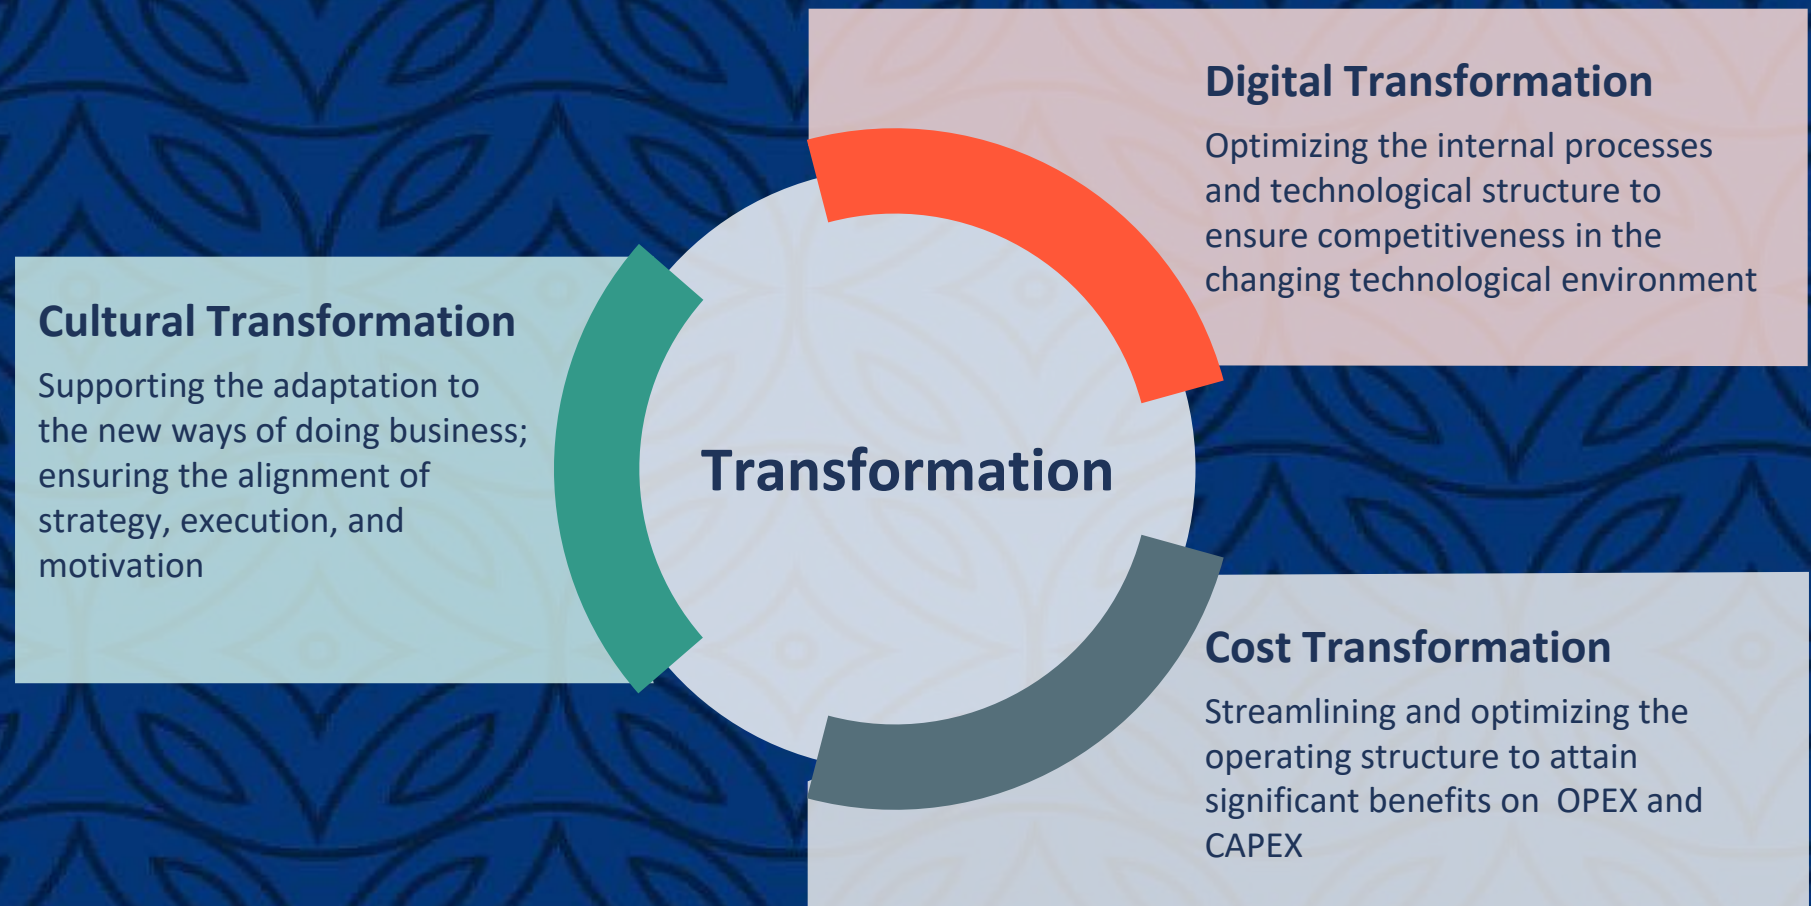 Digital Transformation
Optimizing the internal processes
and technological structure to
ensure competitiveness in the
changing technological environment
Cultural Transformation
Supporting the adaptation to
the new ways of doing business;
ensuring the alignment of
strategy, execution, and
motivation
Transformation
Cost Transformation
Streamlining and optimizing the
operating structure to attain
significant benefits on  OPEX and
CAPEX